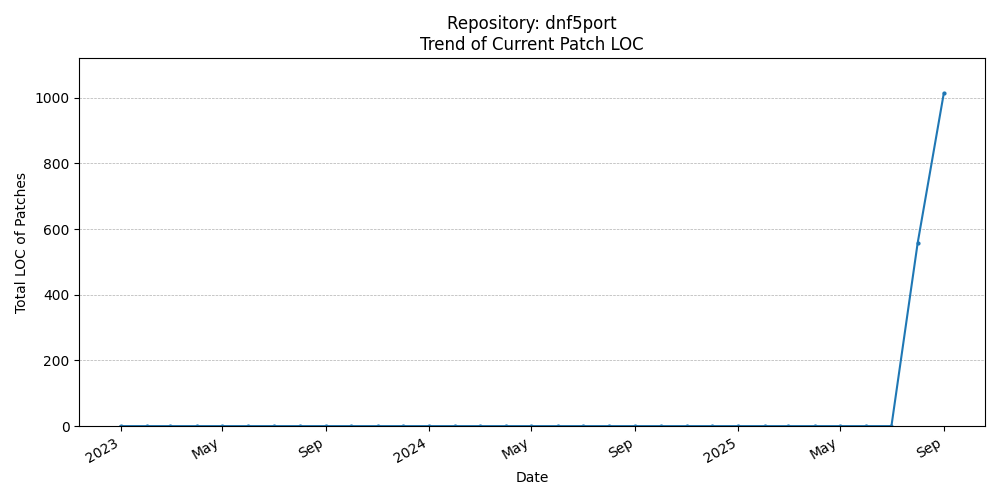 Repository: dnf5port
Trend of Current Patch LOC
Total LOC of Patches
1000
800
600
400
200
0
2023
May
Sep
2024
May
Sep
2025
May
Sep
Date